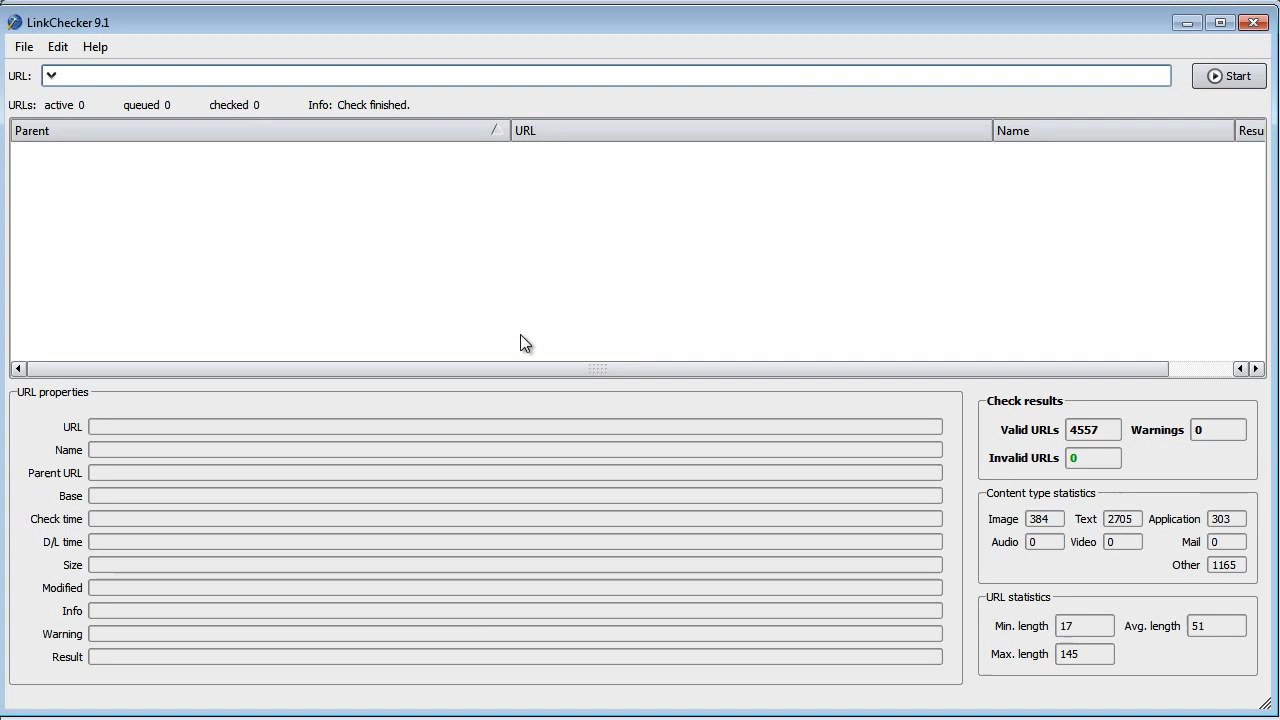 LinkChecker 9.1
File Edit Help
URL: Start
URLs: active 0 queued 0 checked 0 Info: Check finished.
Parent URL Name Resu
URL properties
URL
Name
Parent URL
Base
Check time
D/L time
Size
Modified
Info
Warning
Result
Check results
Valid URLs 4557 Warnings 0
Invalid URLs 0
Content type statistics
Image 384 Text 2705 Application 303
Audio 0 Video 0 Mail 0
Other 1165
URL statistics
Min. length 17 Avg. length 51
Max. length 145